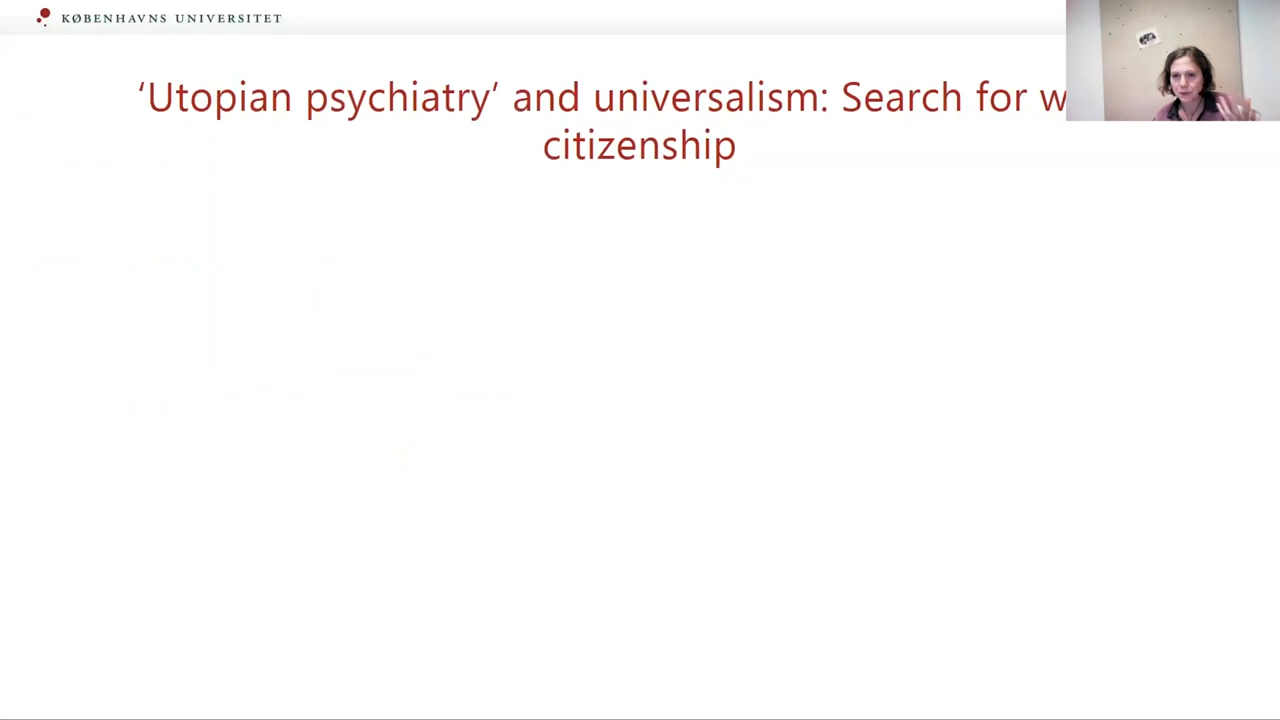 KØBENHAVNS UNIVERSITET
‘Utopian psychiatry’ and universalism: Search for
citizenship